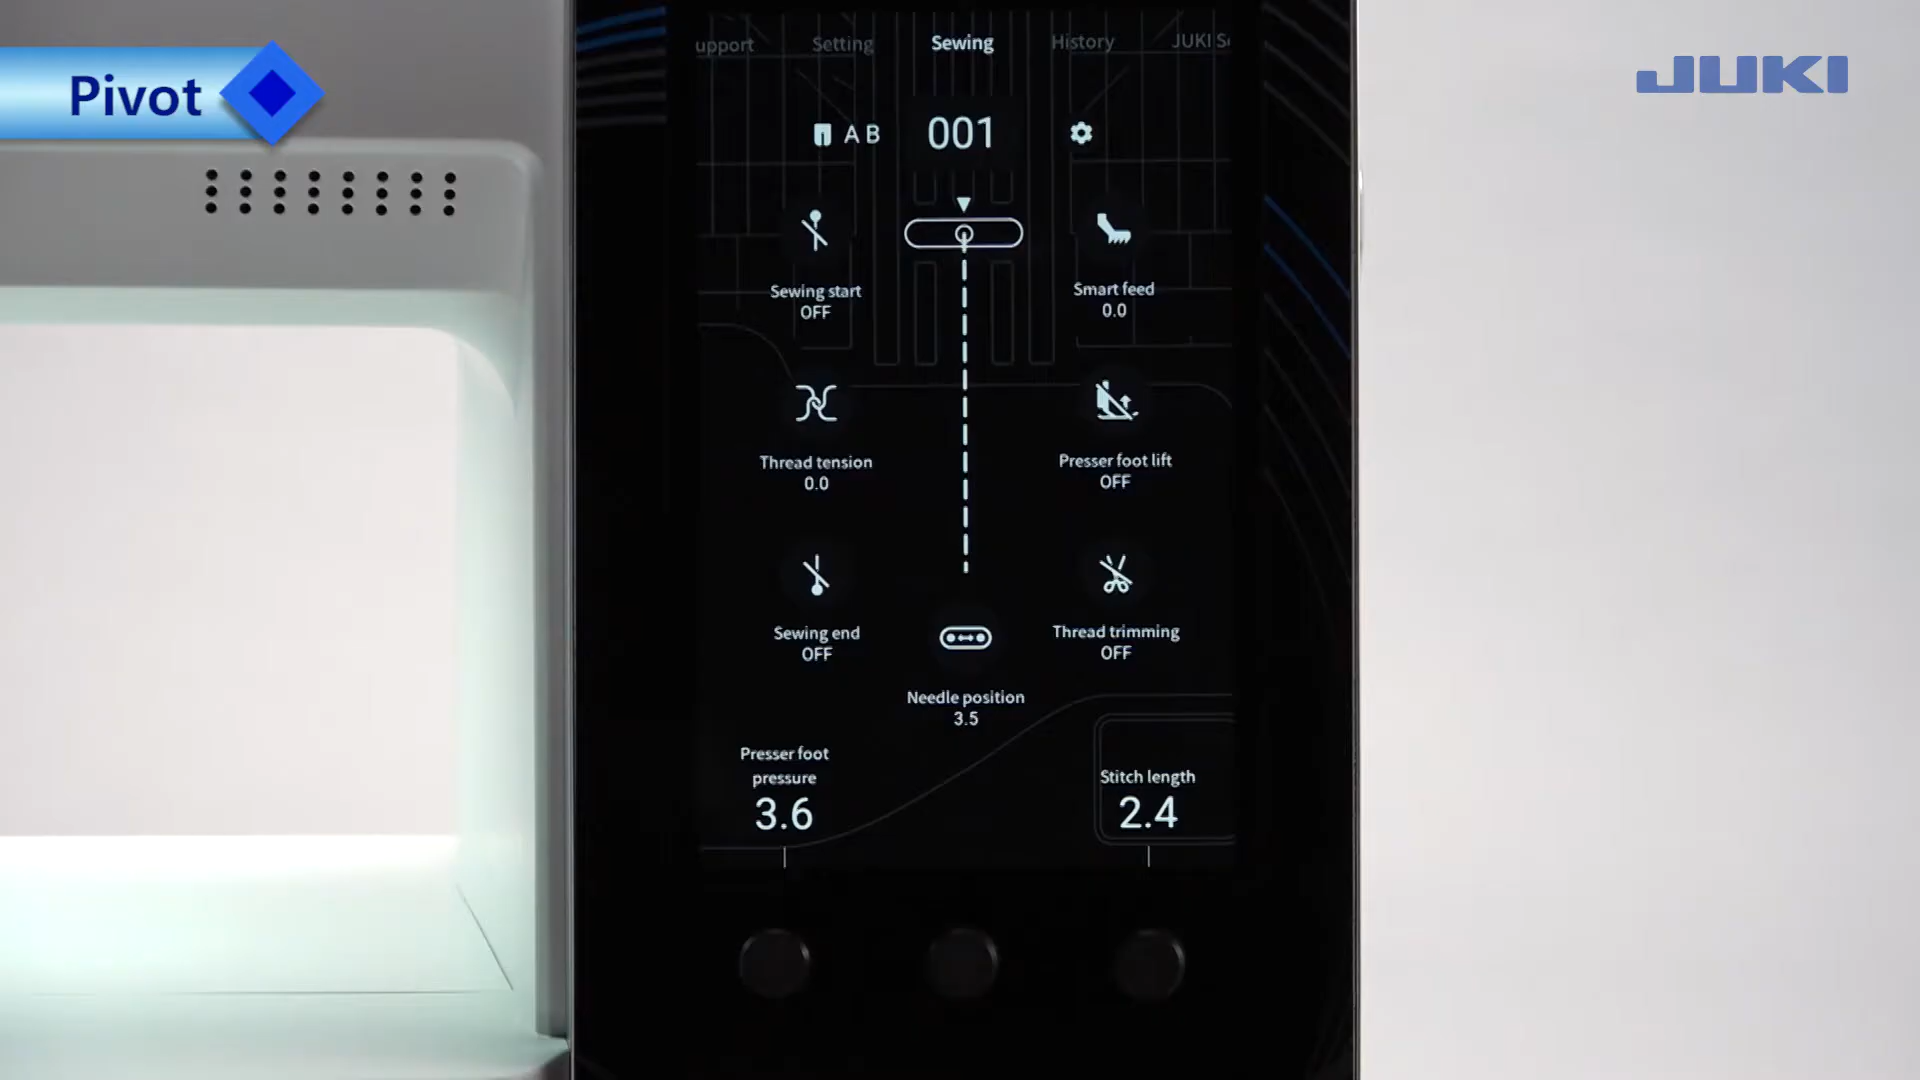 Pivot
JUKI
upport Setting Sewing History JUKI S
A B 001
Sewing start
OFF
Smart feed
0.0
Thread tension
0.0
Presser foot lift
OFF
Sewing end
OFF
Thread trimming
OFF
Needle position
3.5
Presser foot
pressure
3.6
Stitch length
2.4